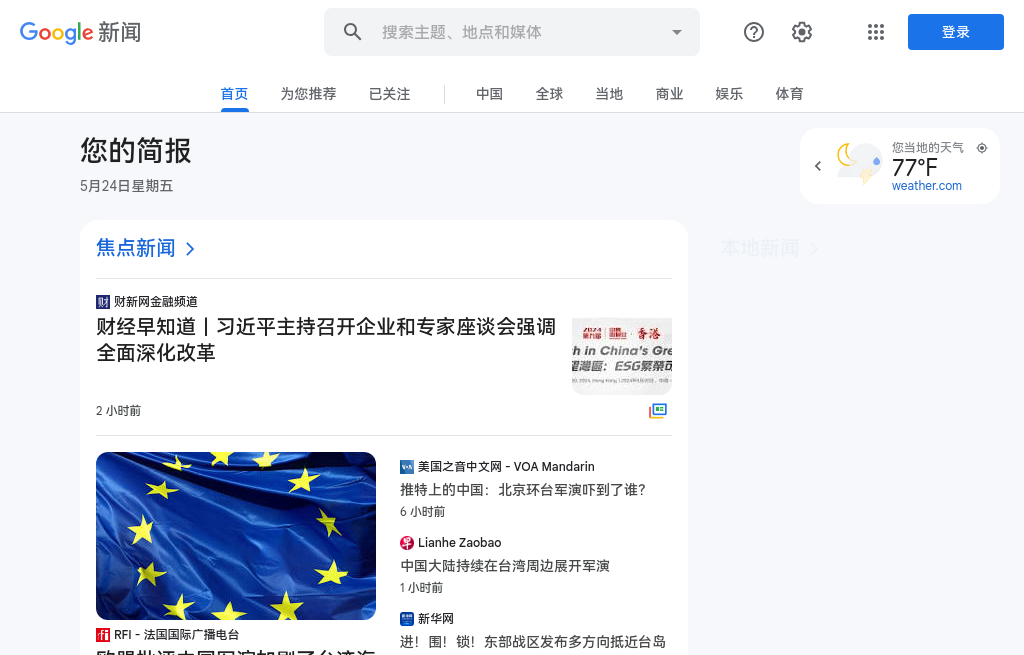 Google 新闻
搜索主题、地点和媒体
登录
首页
为您推荐
已关注
中国
全球
当地
商业
娱乐
体育
您的简报
5月24日星期五
您当地的天气
77°F
weather.com
焦点新闻
本地新闻
财 财新网金融频道
财经早知道丨习近平主持召开企业和专家座谈会强调
全面深化改革
2 小时前
香港
h in China's Gre
ESG繁榮
美国之音中文网 - VOA Mandarin
推特上的中国：北京环台军演吓到了谁？
6 小时前
Lianhe Zaobao
中国大陆持续在台湾周边展开军演
1 小时前
新华网
进！围！锁！东部战区发布多方向抵近台岛
rfi RFI - 法国国际广播电台